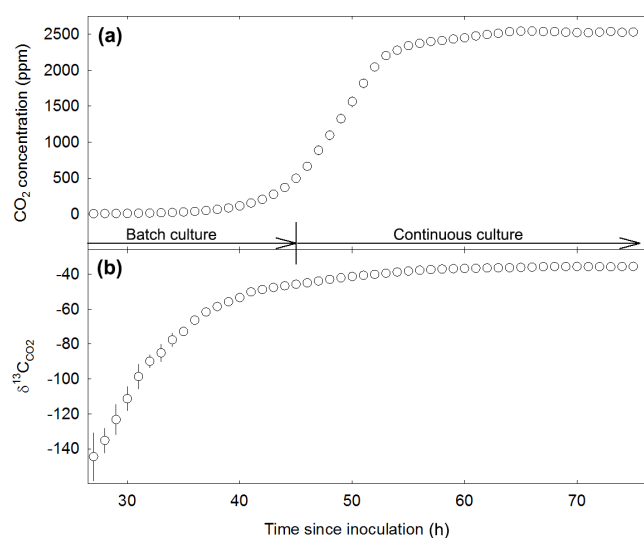 (a)
CO2 concentration (ppm)
2500
2000
1500
1000
500
0
Batch culture
Continuous culture
(b)
δ13CCO2
-40
-60
-80
-100
-120
-140
30
40
50
60
70
Time since inoculation (h)